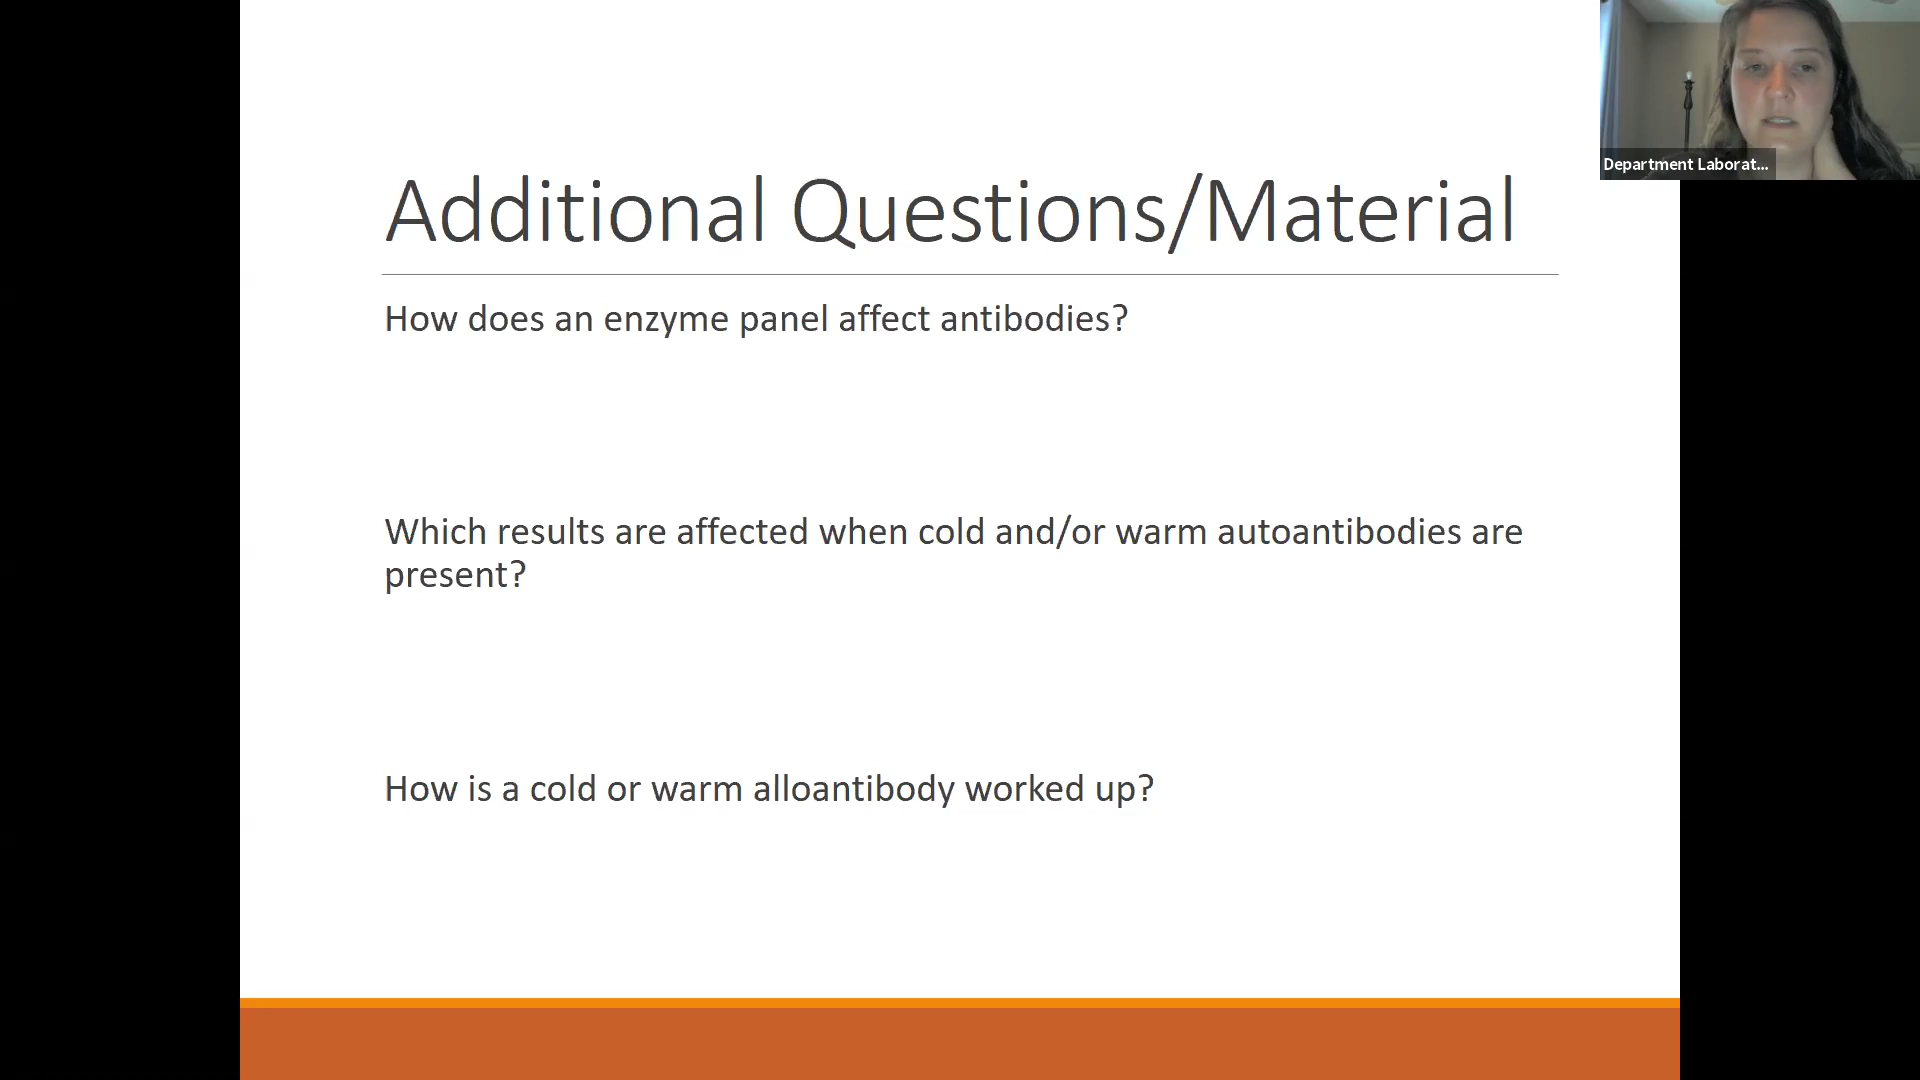 Department Laborat...
Additional Questions/Material
How does an enzyme panel affect antibodies?
Which results are affected when cold and/or warm autoantibodies are
present?
How is a cold or warm alloantibody worked up?